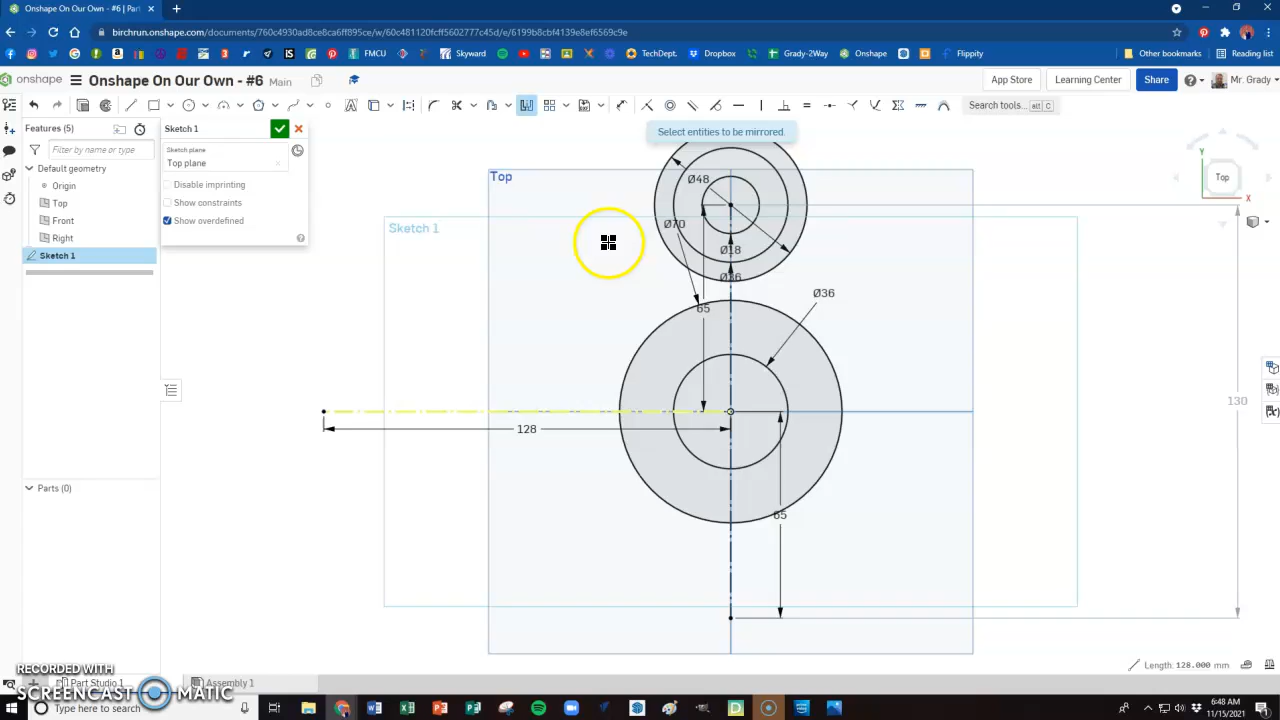 Onshape On Our Own - #6 | Part
birchrun.onshape.com/documents/760c4930ad8ce8ca6ff895ce/w/60c481120fcff5602777c45d/e/6199b8cbf4139e8ef6569c9e
FMCU
Skyward
TechDept.
Dropbox
Grady-2Way
Onshape
Flippity
Other bookmarks
Reading list
onshape
Onshape On Our Own - #6 Main
App Store
Learning Center
Share
Mr. Grady
Search tools... alt C
Features (5)
Filter by name or type
Default geometry
Origin
Top
Front
Right
Sketch 1
Parts (0)
Sketch 1
Sketch plane
Top plane
Disable imprinting
Show constraints
Show overdefined
Select entities to be mirrored.
Top
Sketch 1
Ø48
Ø70
Ø18
Ø36
Ø36
65
128
65
130
Y
Top
X
Length: 128.000 mm
RECORDED WITH
SCREENCAST MATIC
Part Studio 1
Assembly 1
Type here to search
6:48 AM
11/15/2021